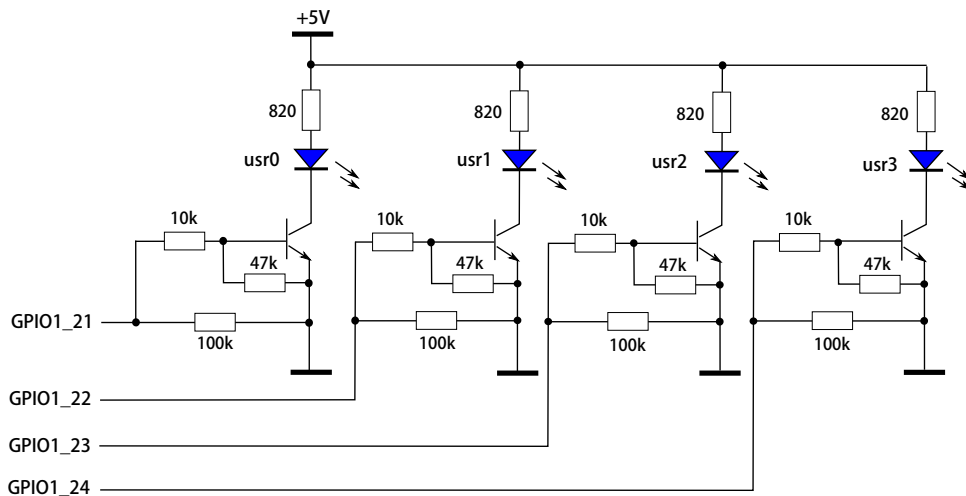 +5V
820
820
820
820
usr0
usr1
usr2
usr3
10k
10k
10k
10k
47k
47k
47k
47k
GPIO1_21
100k
100k
100k
100k
GPIO1_22
GPIO1_23
GPIO1_24